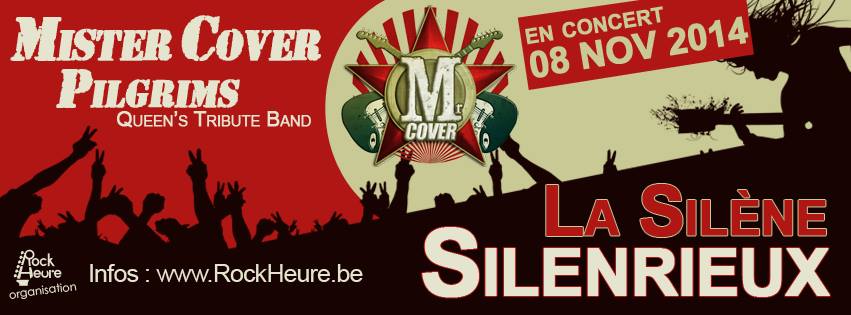 MISTER COVER
PILGRIMS
QUEEN'S TRIBUTE BAND
Mr
COVER
EN CONCERT
08 NOV 2014
LA SILÈNE
SILENRIEUX
Rock
Heure
organisation
Infos : www.RockHeure.be